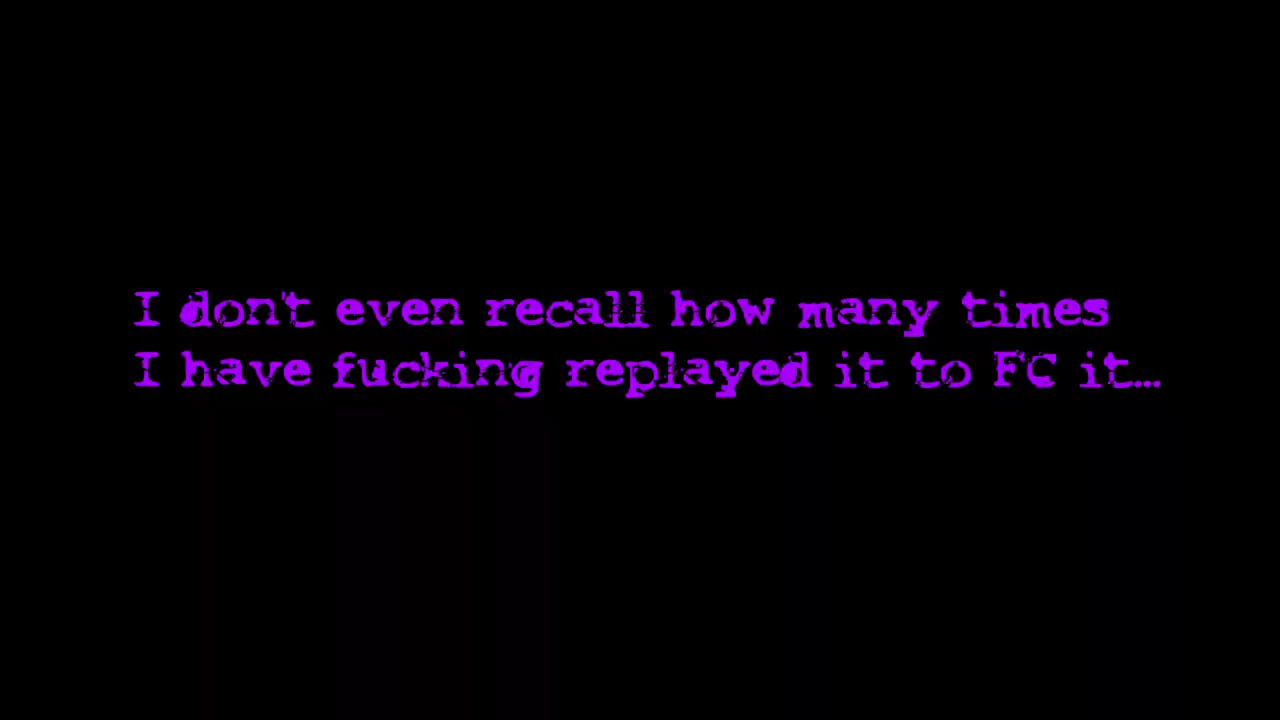 I don't even recall how many times
I have fucking replayed it to FC it...